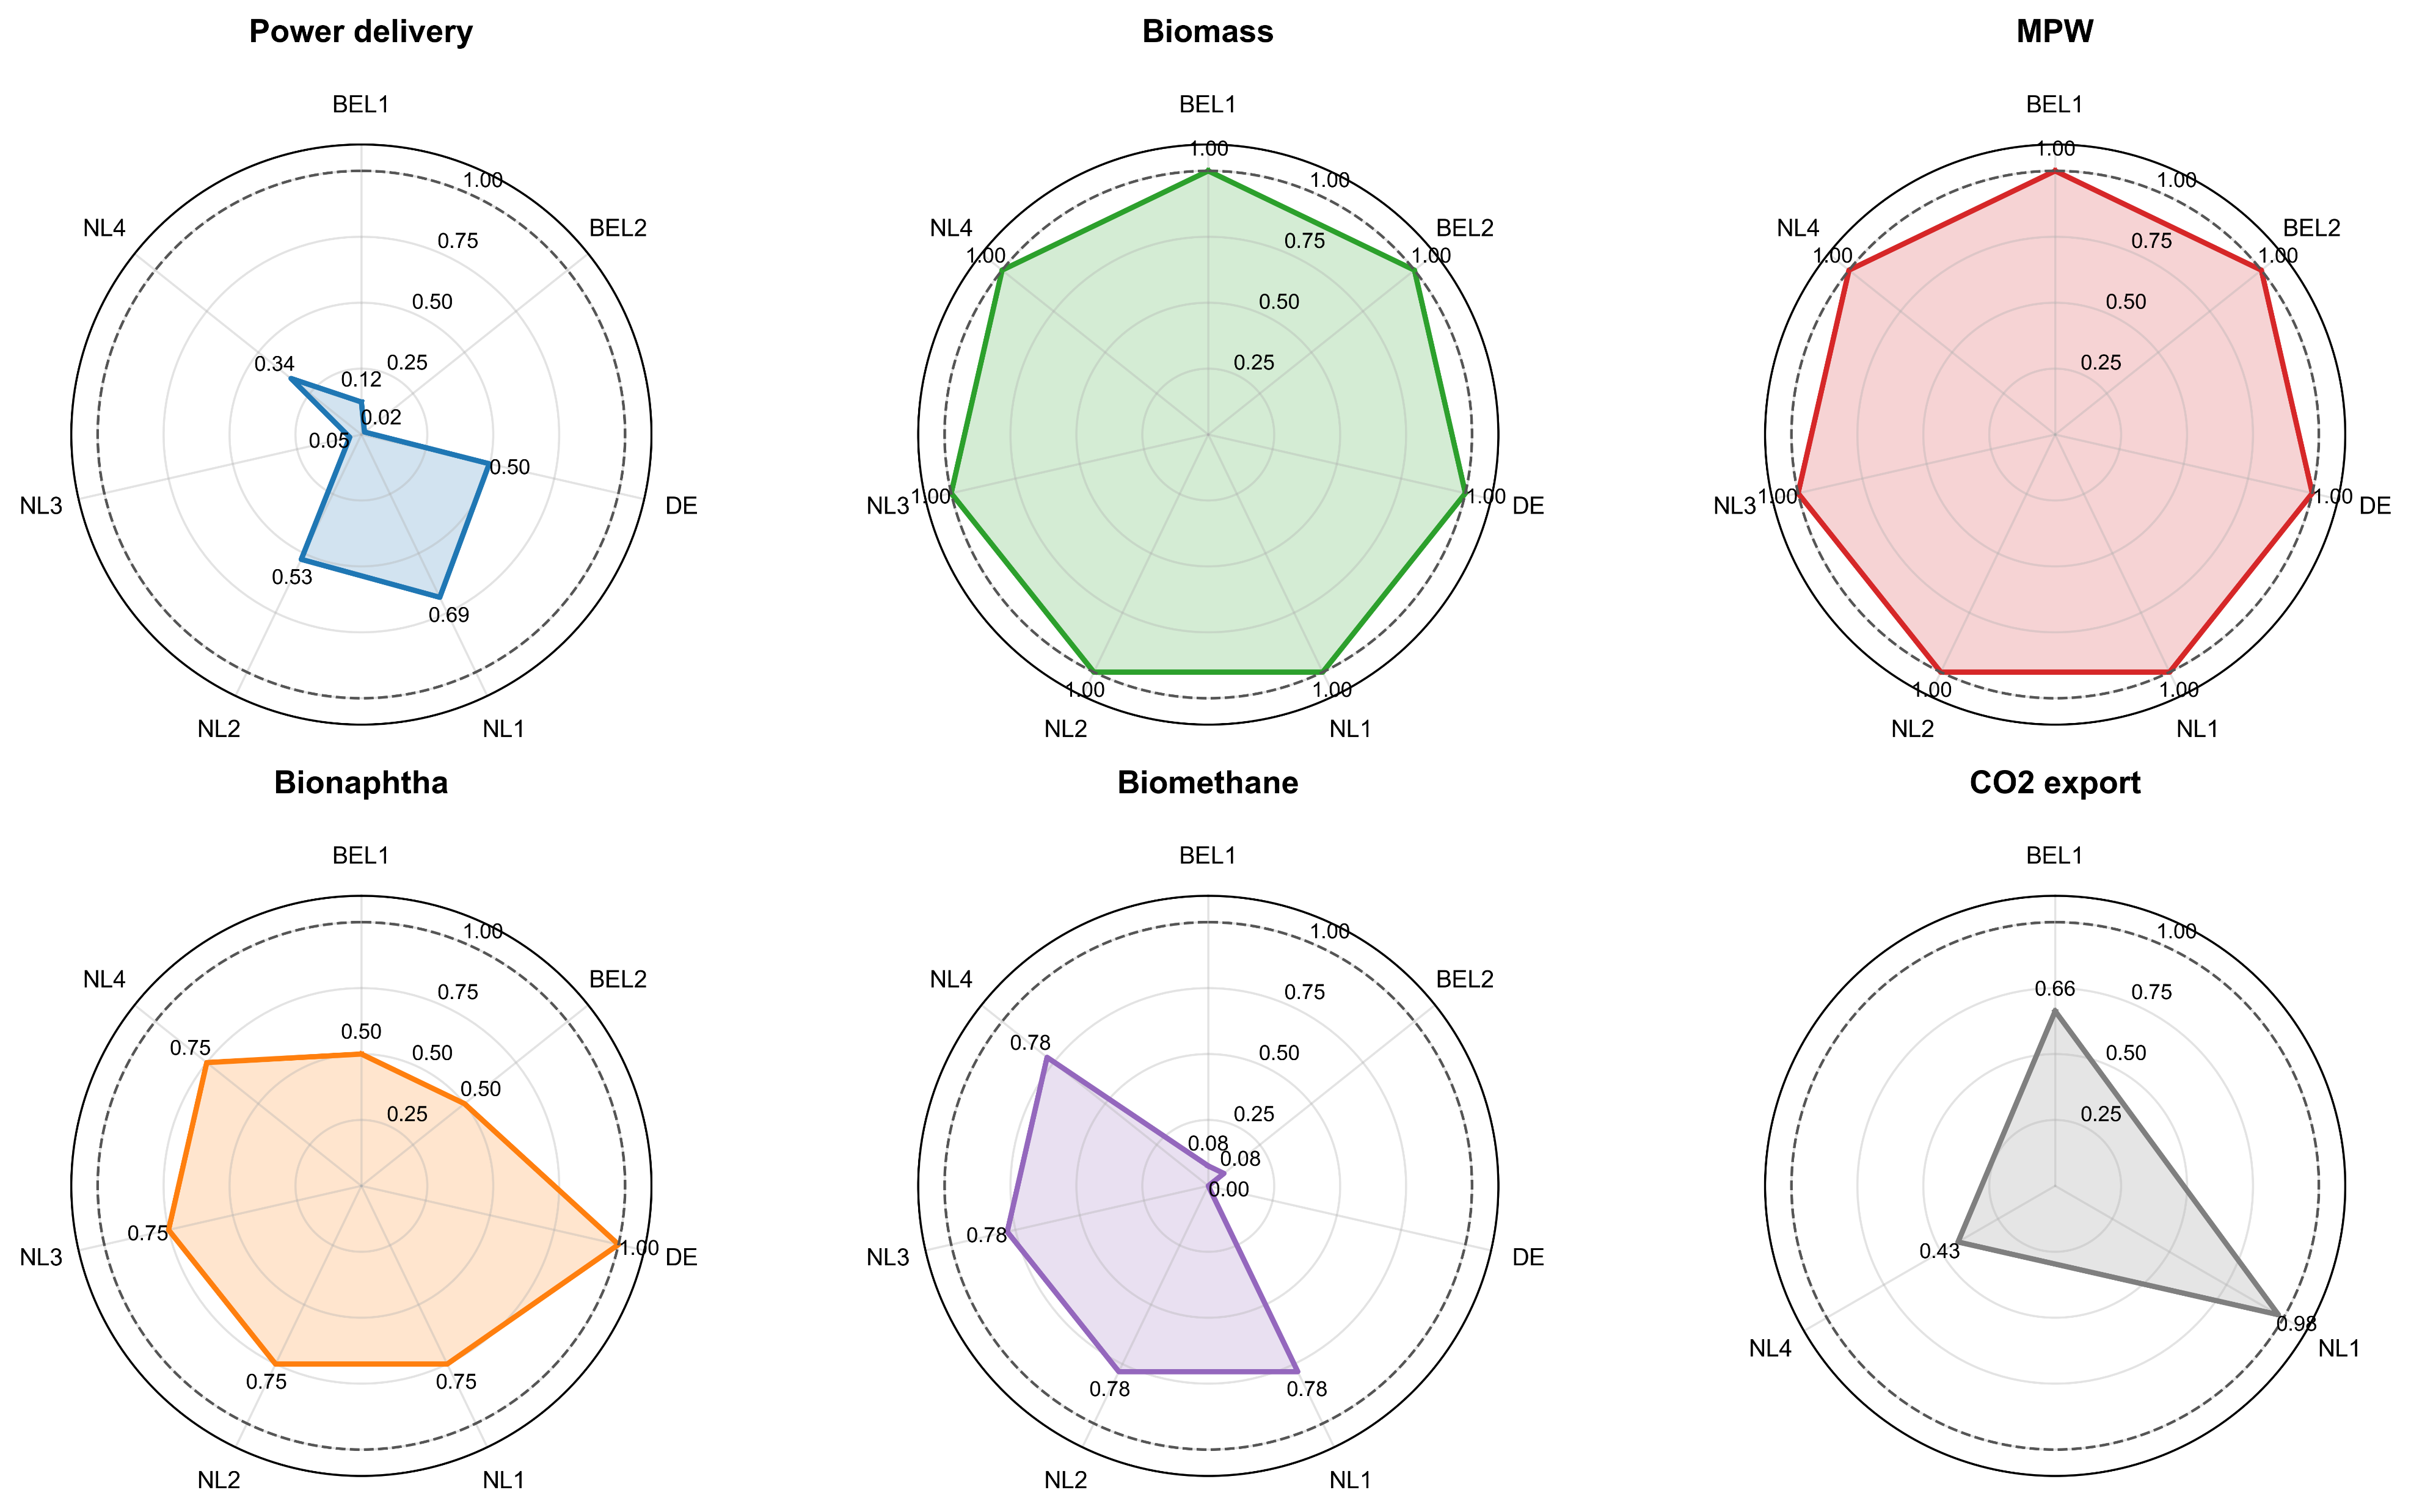 Power delivery
BEL1
1.00
BEL2
NL4
0.75
0.50
0.34
0.25
0.12
0.02
0.05
0.50
NL3
DE
0.53
0.69
NL2
NL1
Biomass
BEL1
1.00
1.00
BEL2
NL4
1.00
1.00
0.75
0.50
0.25
NL3
1.00
1.00
DE
1.00
1.00
NL2
NL1
MPW
BEL1
1.00
1.00
BEL2
NL4
1.00
1.00
0.75
0.50
0.25
NL3
1.00
1.00
DE
1.00
1.00
NL2
NL1
Bionaphtha
BEL1
1.00
NL4
BEL2
0.75
0.50
0.75
0.50
0.50
0.25
0.75
1.00
NL3
DE
0.75
0.75
NL2
NL1
Biomethane
BEL1
1.00
NL4
BEL2
0.75
0.78
0.50
0.25
0.08
0.08
0.00
0.78
NL3
DE
0.78
0.78
NL2
NL1
CO2 export
BEL1
1.00
0.66
0.75
0.50
0.25
0.43
0.98
NL4
NL1